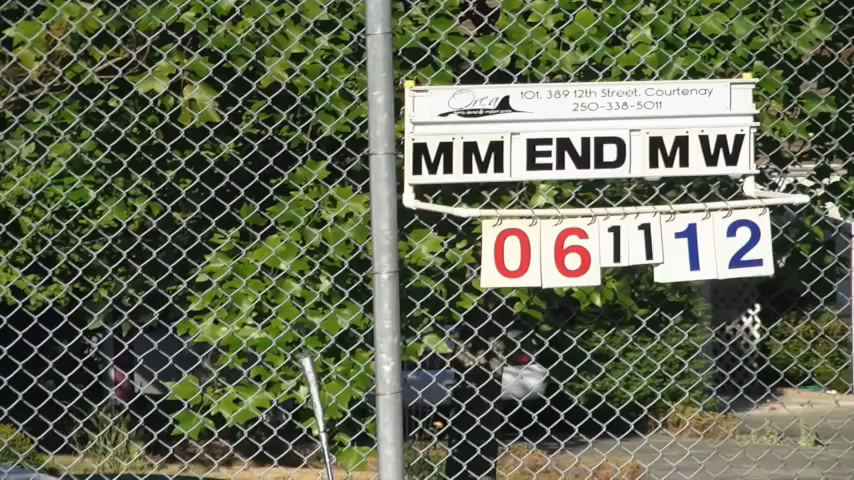 Orca
101, 389 12th Street, Courtenay
250-338-5011
MM END MW
06 11 12